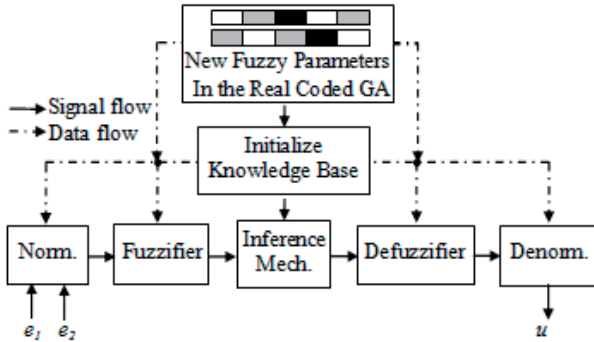 New Fuzzy Parameters
In the Real Coded GA
Signal flow
Data flow
Initialize
Knowledge Base
Norm.
Fuzzifier
Inference
Mech.
Defuzzifier
Denorm.
e1
e2
u